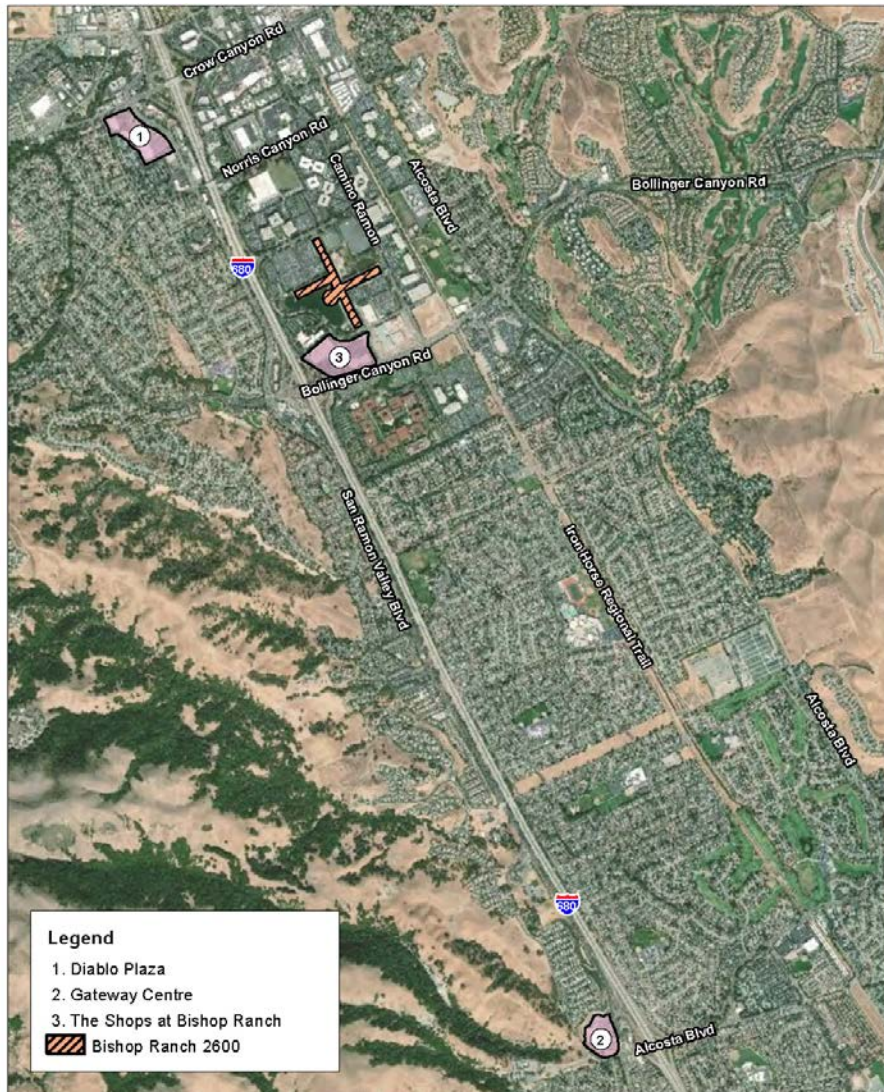 Crow Canyon Rd
1
Norris Canyon Rd
Camino Ramon
Alcosta Blvd
Bollinger Canyon Rd
680
3
Bollinger Canyon Rd
San Ramon Valley Blvd
Iron Horse Regional Trail
Alcosta Blvd
680
Legend
1. Diablo Plaza
2. Gateway Centre
3. The Shops at Bishop Ranch
Bishop Ranch 2600
2
Alcosta Blvd